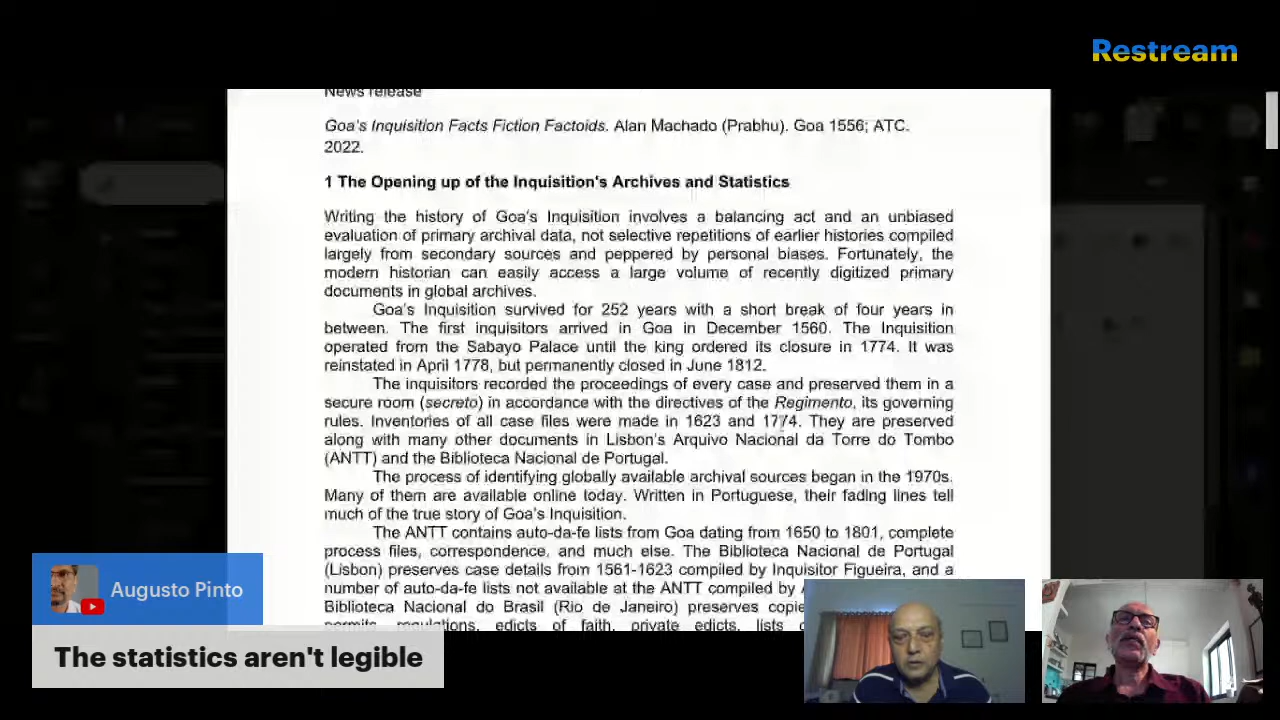 Restream
News release
Goa's Inquisition Facts Fiction Factoids. Alan Machado (Prabhu). Goa 1556; ATC.
2022.
1 The Opening up of the Inquisition's Archives and Statistics
Writing the history of Goa's Inquisition involves a balancing act and an unbiased
evaluation of primary archival data, not selective repetitions of earlier histories compiled
largely from secondary sources and peppered by personal biases. Fortunately, the
modern historian can easily access a large volume of recently digitized primary
documents in global archives.
Goa's Inquisition survived for 252 years with a short break of four years in
between. The first inquisitors arrived in Goa in December 1560. The Inquisition
operated from the Sabayo Palace until the king ordered its closure in 1774. It was
reinstated in April 1778, but permanently closed in June 1812.
The inquisitors recorded the proceedings of every case and preserved them in a
secure room (secreto) in accordance with the directives of the Regimento, its governing
rules. Inventories of all case files were made in 1623 and 1774. They are preserved
along with many other documents in Lisbon's Arquivo Nacional da Torre do Tombo
(ANTT) and the Biblioteca Nacional de Portugal.
The process of identifying globally available archival sources began in the 1970s.
Many of them are available online today. Written in Portuguese, their fading lines tell
much of the true story of Goa's Inquisition.
The ANTT contains auto-da-fe lists from Goa dating from 1650 to 1801, complete
process files, correspondence, and much else. The Biblioteca Nacional de Portugal
(Lisbon) preserves case details from 1561-1623 compiled by Inquisitor Figueira, and a
number of auto-da-fe lists not available at the ANTT compiled by
Biblioteca Nacional do Brasil (Rio de Janeiro) preserves
permits, regulations, edicts of faith, private edicts, lists
Augusto Pinto
The statistics aren't legible